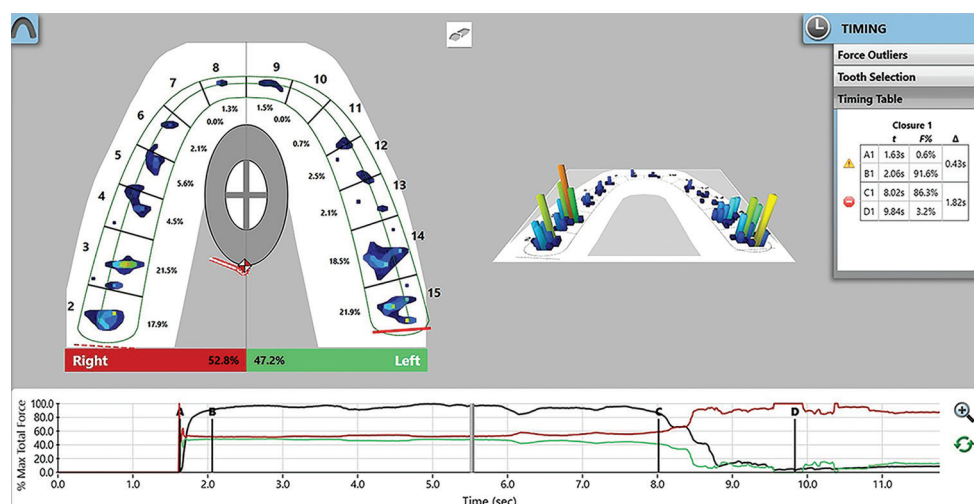 TIMING
Force Outliers
Tooth Selection
Timing Table
Closure 1
t F% Δ
A1 1.63s 0.6% 0.43s
B1 2.06s 91.6%
C1 8.02s 86.3% 1.82s
D1 9.84s 3.2%
8 9
7 10
6 11
5 12
4 13
3 14
2 15
1.3% 1.5%
0.0% 0.0%
2.1% 0.7%
5.6% 2.5%
4.5% 2.1%
21.5% 18.5%
17.9% 21.9%
Right 52.8% 47.2% Left
% Max Total Force
100.0
80.0
60.0
40.0
20.0
0.0
A B C D
0.0 1.0 2.0 3.0 4.0 5.0 6.0 7.0 8.0 9.0 10.0 11.0
Time (sec)